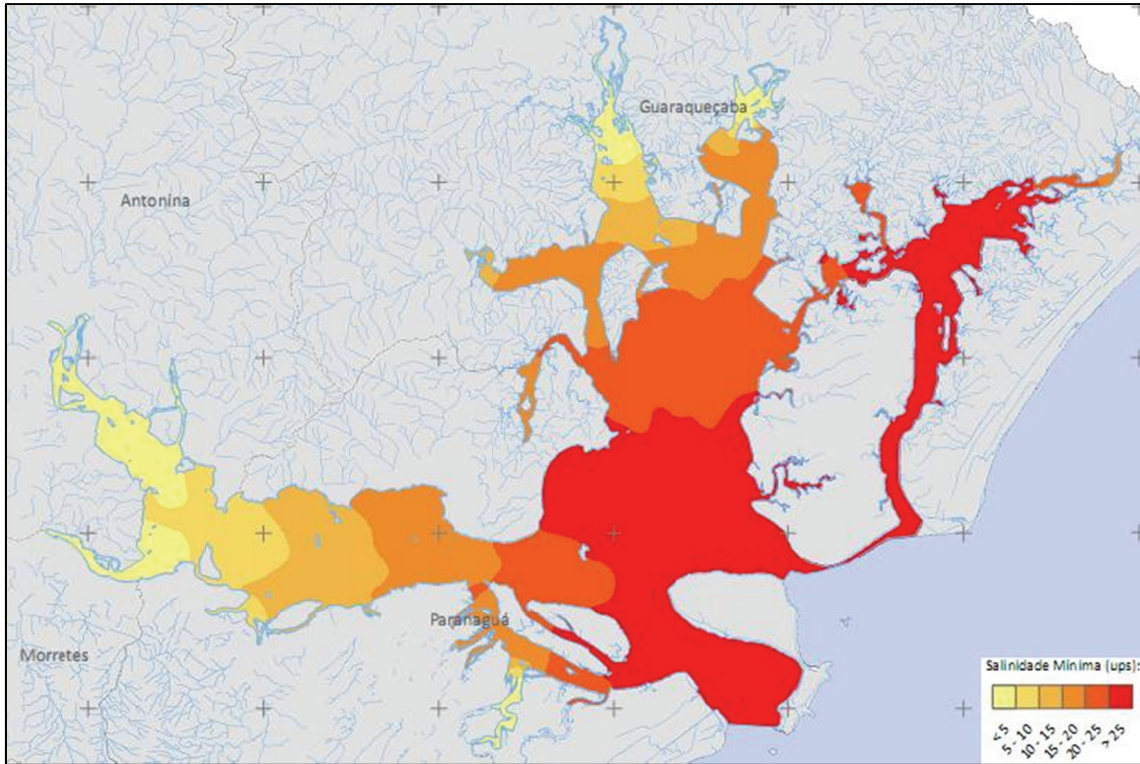 Guaraqueçaba
Antonina
Paranaguá
Morretes
Salinidade Mínima (ups):
< 5
5 - 10
10 - 15
15 - 20
20 - 25
> 25